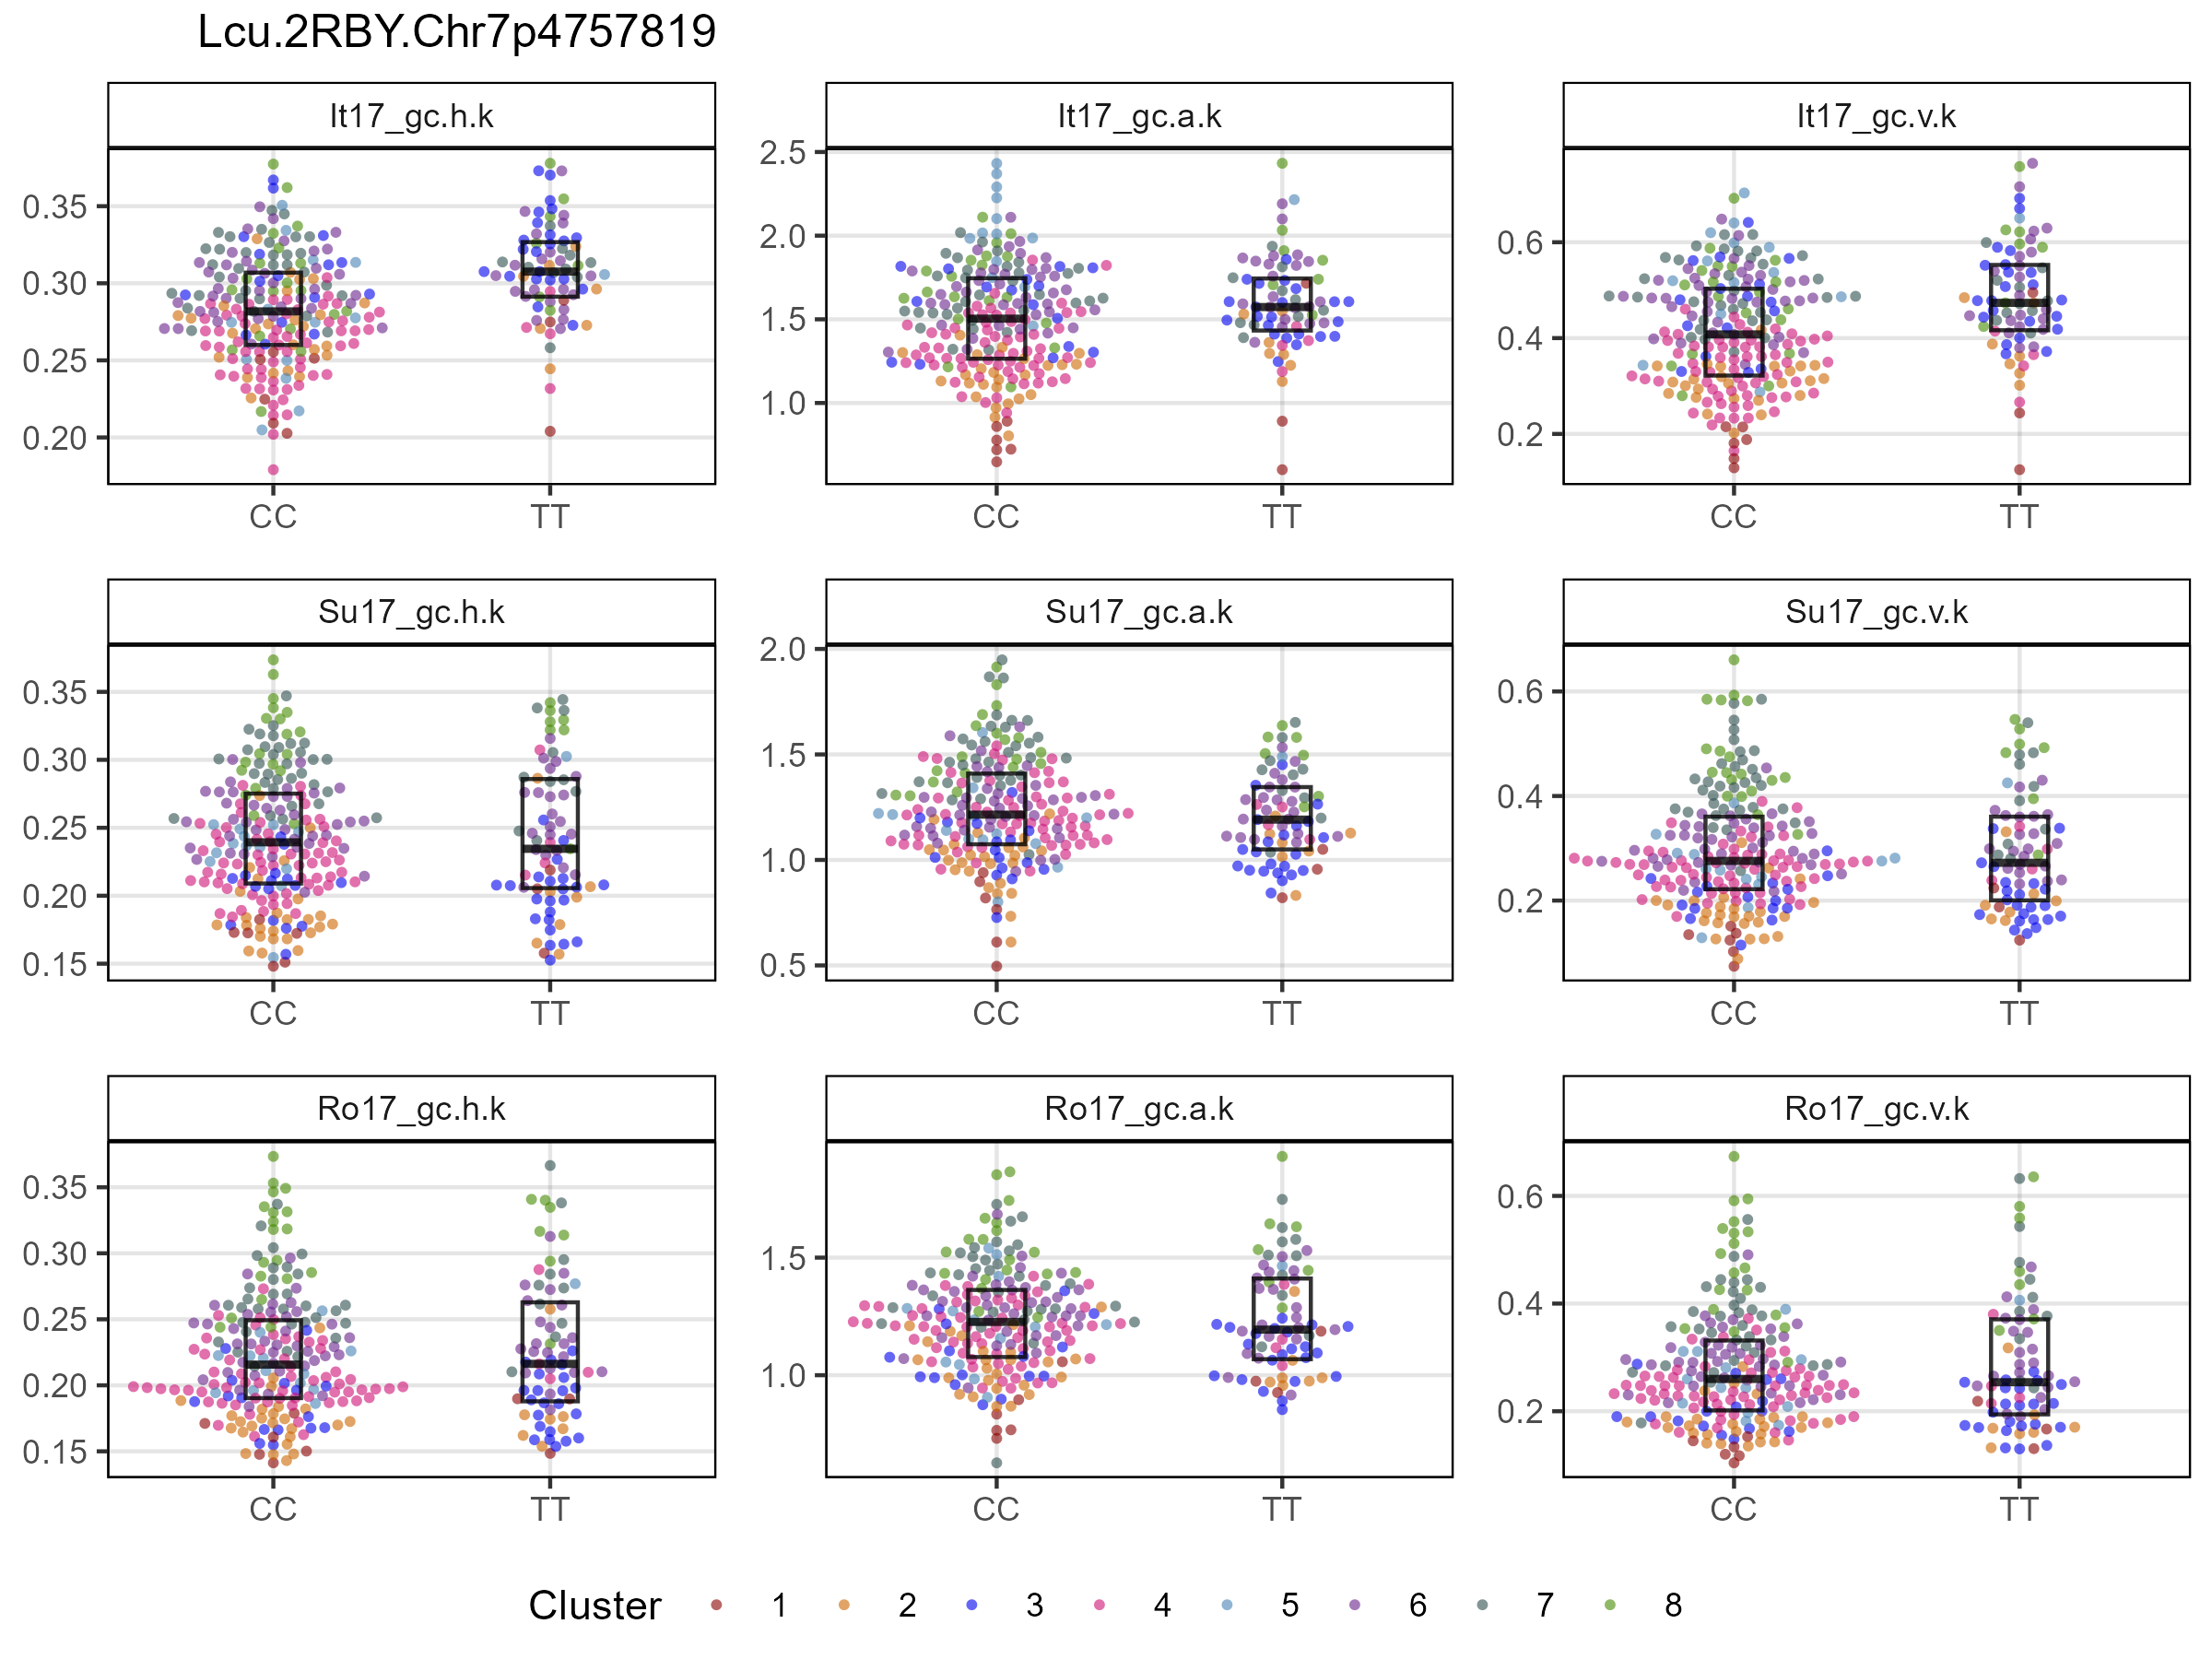 Lcu.2RBY.Chr7p4757819
It17_gc.h.k
It17_gc.a.k
It17_gc.v.k
0.35
0.30
0.25
0.20
2.5
2.0
1.5
1.0
0.6
0.4
0.2
CC TT
CC TT
CC TT
Su17_gc.h.k
Su17_gc.a.k
Su17_gc.v.k
0.35
0.30
0.25
0.20
0.15
2.0
1.5
1.0
0.5
0.6
0.4
0.2
CC TT
CC TT
CC TT
Ro17_gc.h.k
Ro17_gc.a.k
Ro17_gc.v.k
0.35
0.30
0.25
0.20
0.15
1.5
1.0
0.6
0.4
0.2
CC TT
CC TT
CC TT
Cluster 1 2 3 4 5 6 7 8